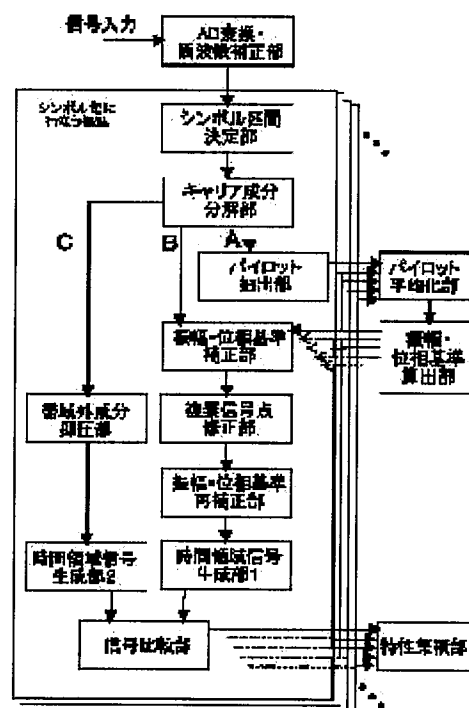 信号入力
AD変換・
周波数補正部
シンボル毎に
シンボル区間
決定部
キャリア成分
分解部
C
B
A
パイロット
抽出部
パイロット
平均化部
振幅・位相基準
補正部
振幅・
位相基準
算出部
帯域外成分
抑圧部
複素信号点
修正部
振幅・位相基準
再補正部
時間領域信号
生成部2
時間領域信号
生成部1
信号比較部
特性累積部